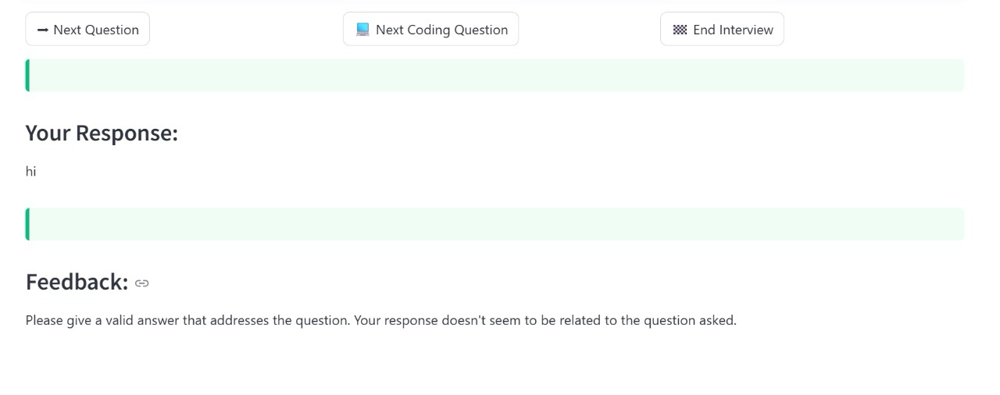 ➞ Next Question
💻 Next Coding Question
🏁 End Interview
Your Response:
hi
Feedback:
Please give a valid answer that addresses the question. Your response doesn't seem to be related to the question asked.